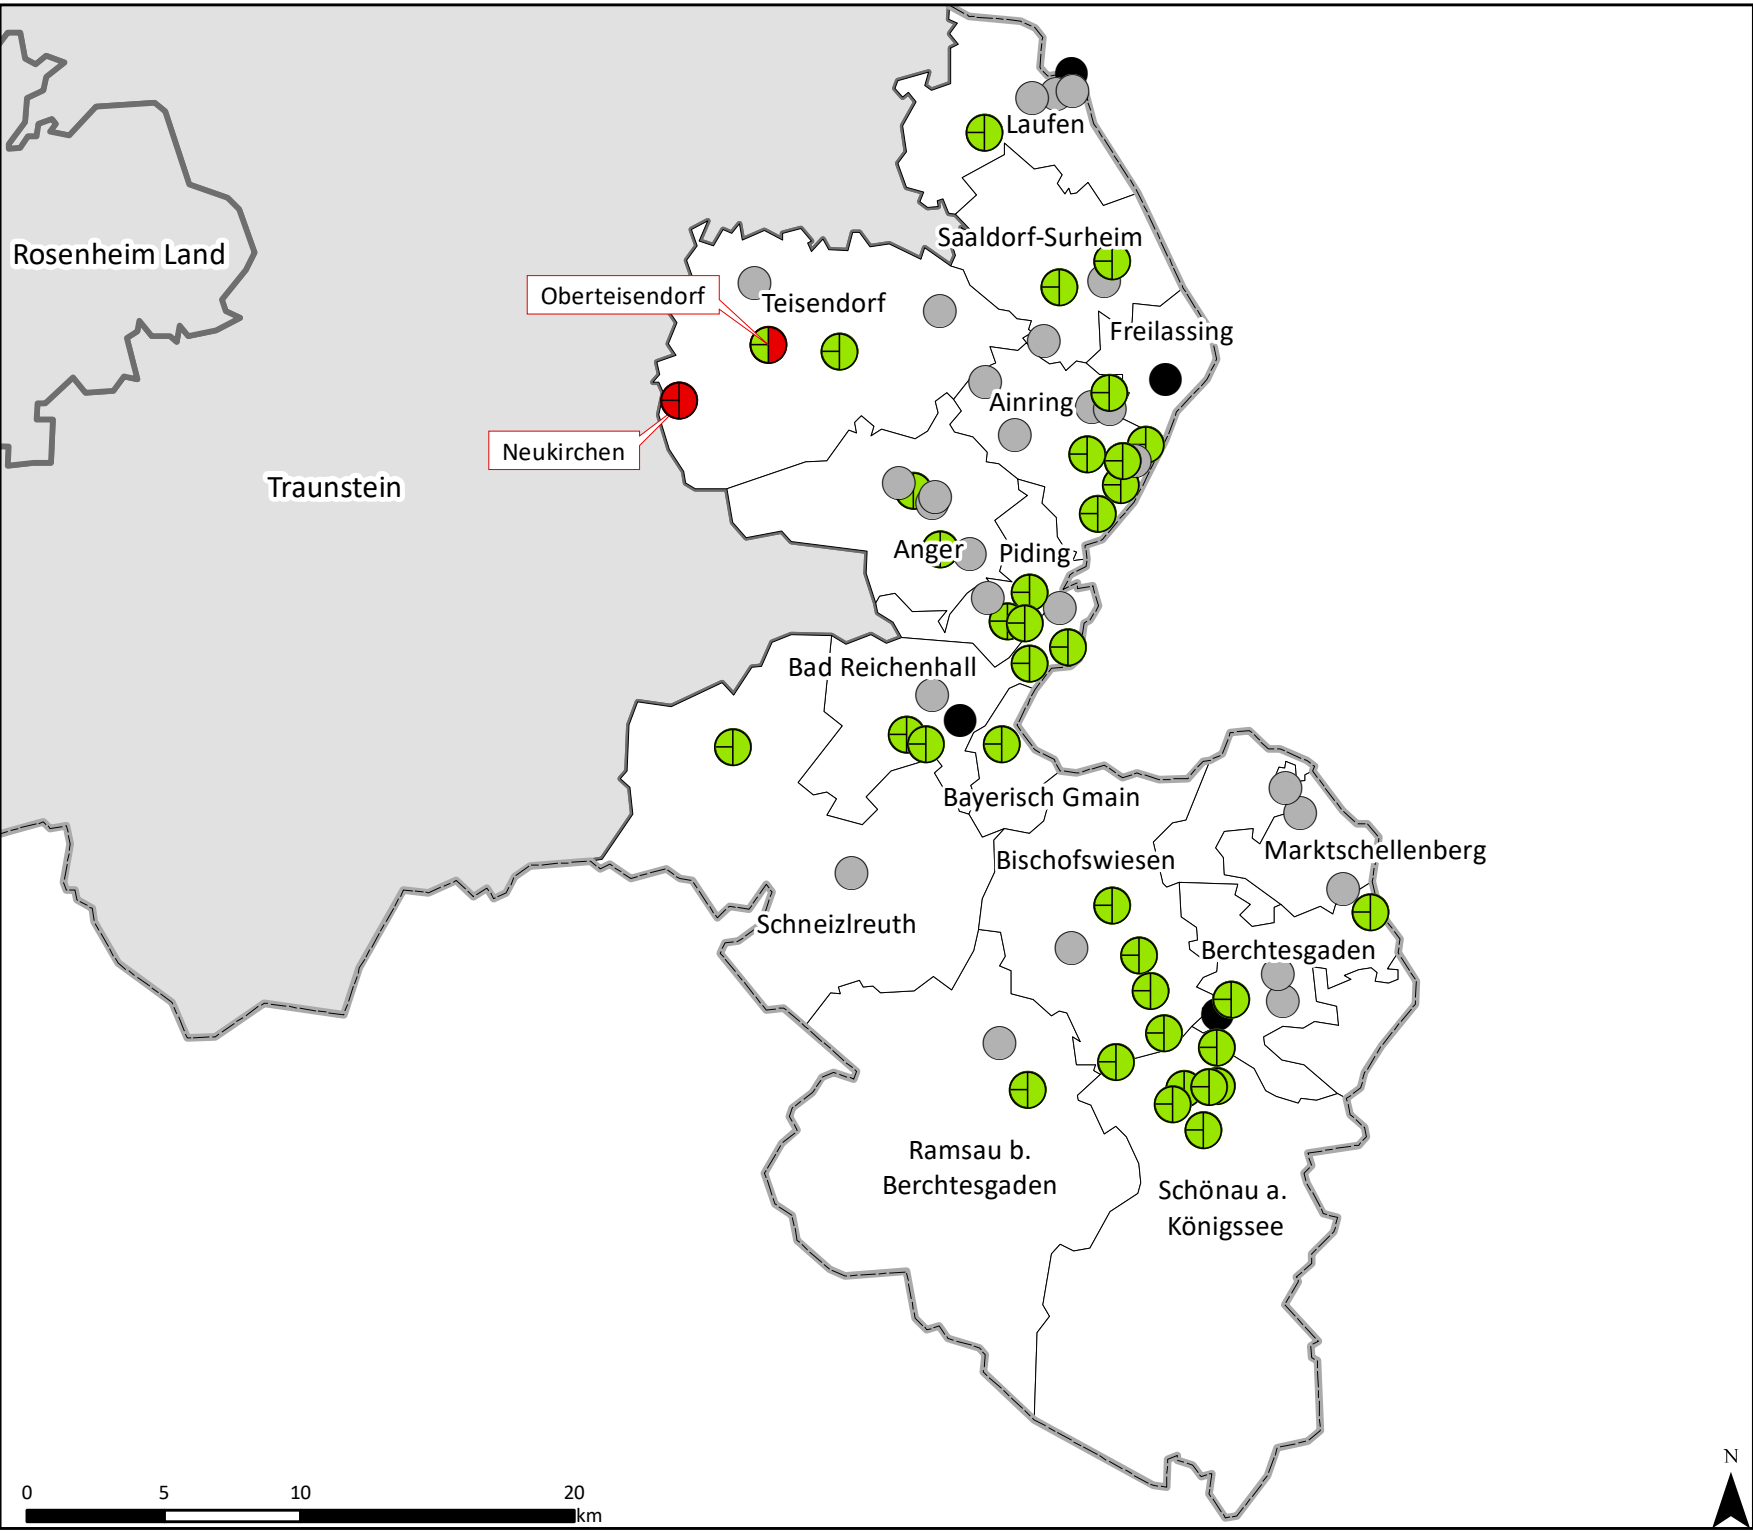 Laufen
Saaldorf-Surheim
Rosenheim Land
Oberteisendorf
Teisendorf
Freilassing
Ainring
Neukirchen
Traunstein
Anger
Piding
Bad Reichenhall
Bayerisch Gmain
Marktschellenberg
Bischofswiesen
Schneizlreuth
Berchtesgaden
Ramsau b.
Berchtesgaden
Schönau a.
Königssee
N
0 5 10 20
km